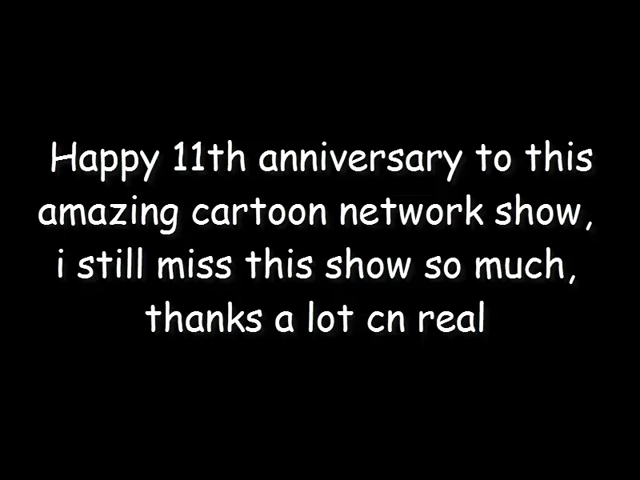 Happy 11th anniversary to this
amazing cartoon network show,
i still miss this show so much,
thanks a lot cn real